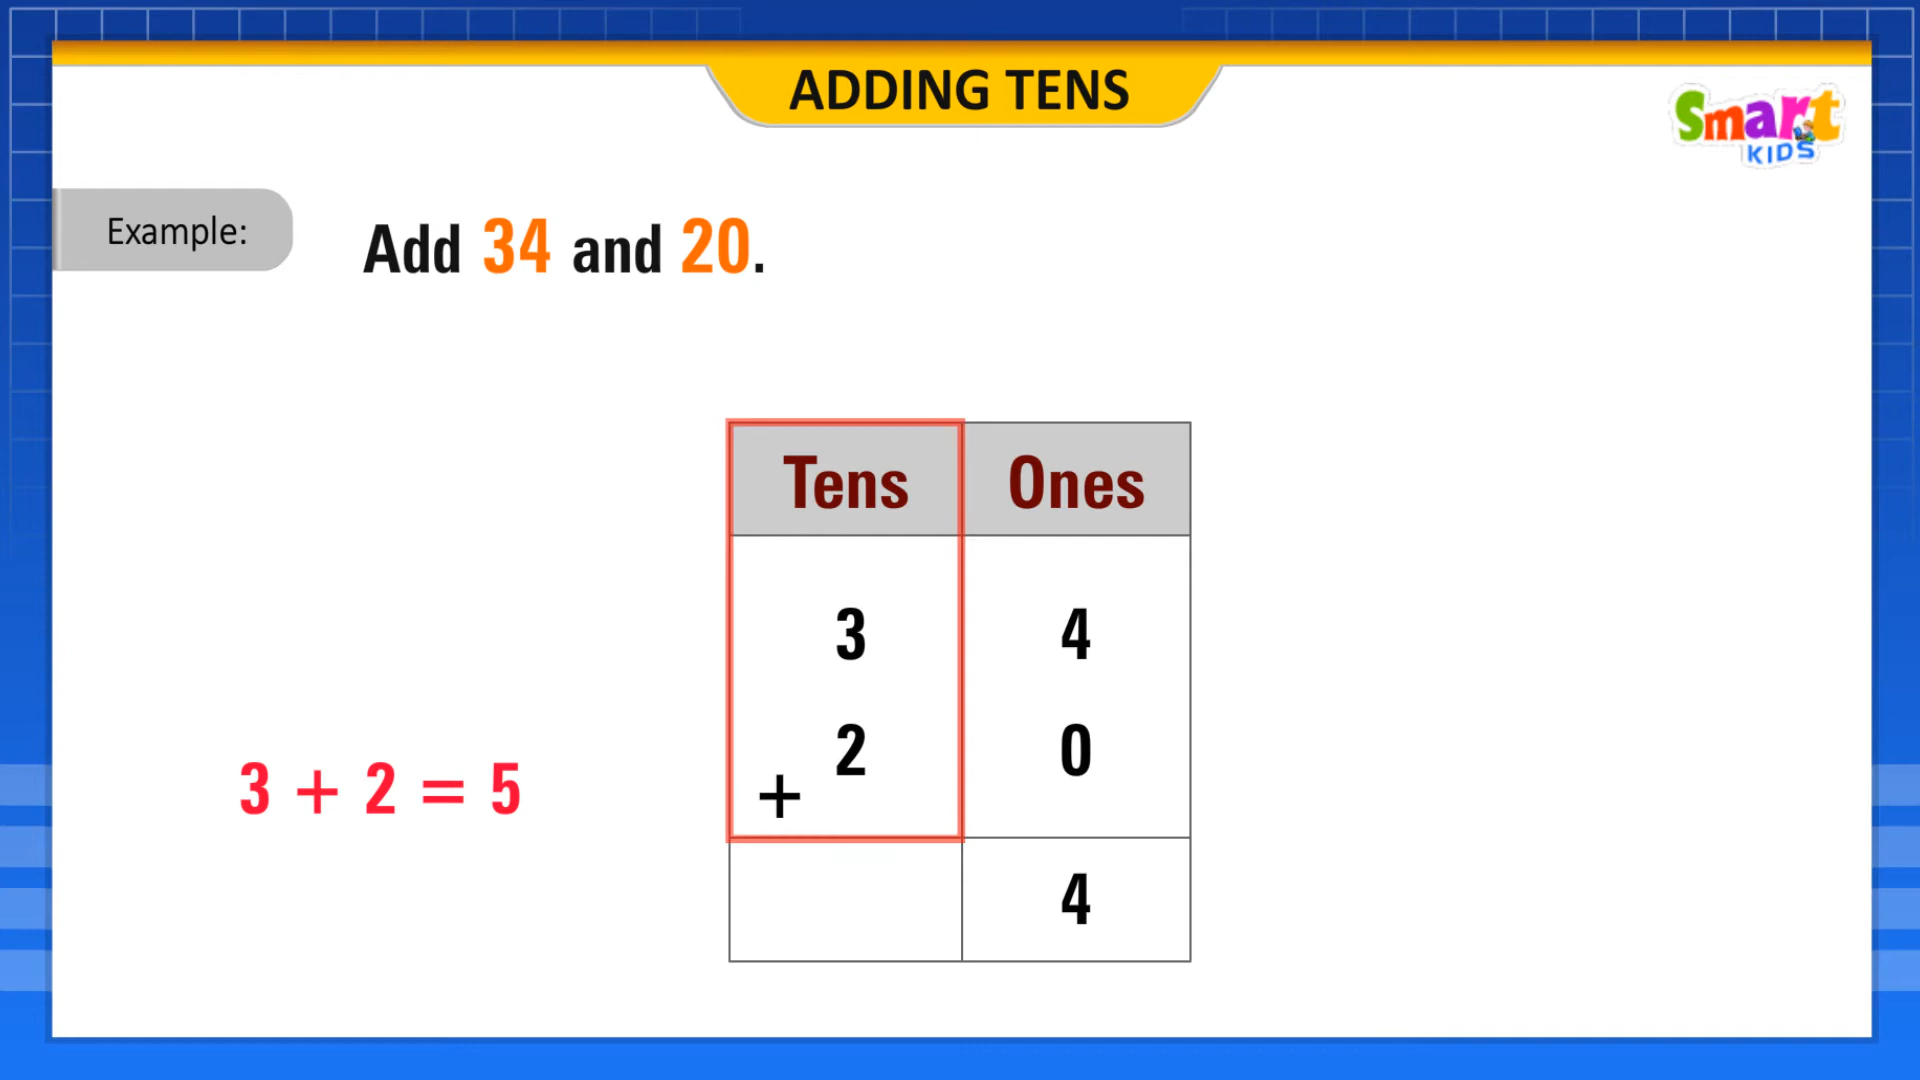 ADDING TENS
Smart
KIDS
Example:
Add 34 and 20.
Tens Ones
3 4
2 0
+
3 + 2 = 5
4